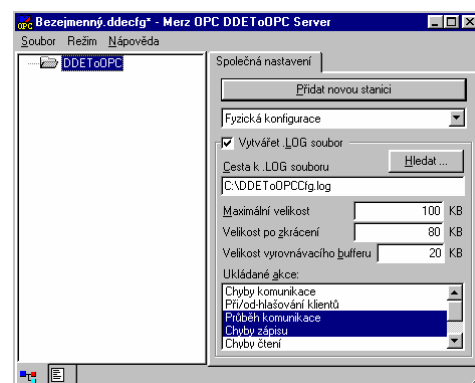 OPC Bezejmenný.ddecfg* - Merz OPC DDEToOPC Server
Soubor Režim Nápověda
DDEToOPC
Společná nastavení
Přidat novou stanici
Fyzická konfigurace
Vytvářet .LOG soubor
Cesta k .LOG souboru
Hledat ...
C:\DDEToOPCCfg.log
Maximální velikost 100 KB
Velikost po zkrácení 80 KB
Velikost vyrovnávacího bufferu 20 KB
Ukládané akce:
Chyby komunikace
Při/od-hlašování klientů
Průběh komunikace
Chyby zápisu
Chyby čtení